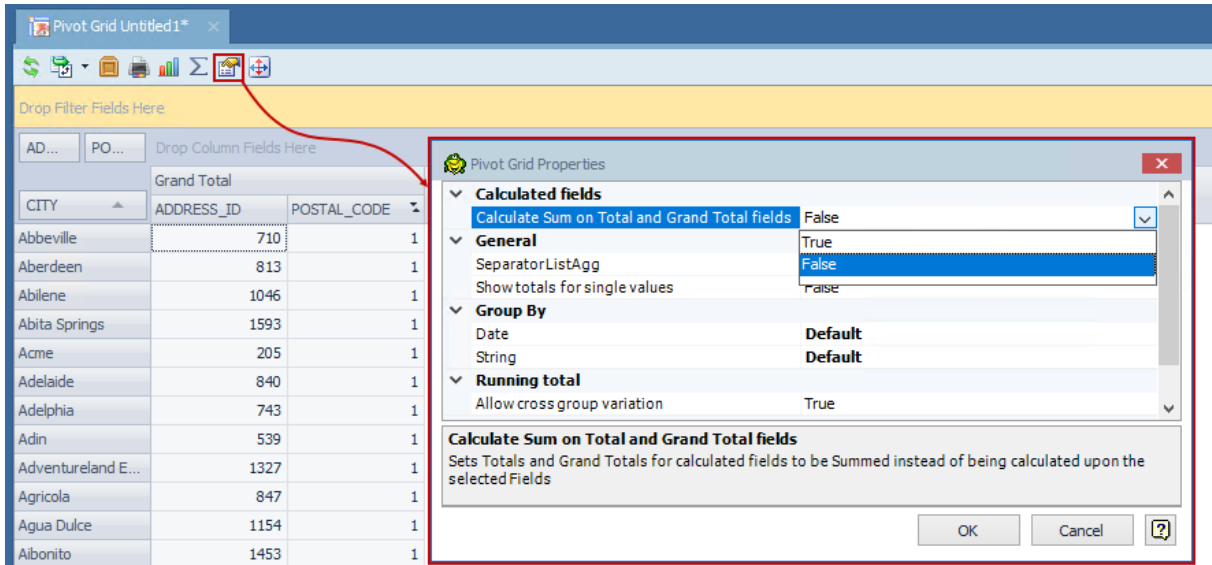 Pivot Grid Untitled1*
Drop Filter Fields Here
AD... PO... Drop Column Fields Here
Grand Total
CITY ADDRESS_ID POSTAL_CODE
Abbeville 710 1
Aberdeen 813 1
Abilene 1046 1
Abita Springs 1593 1
Acme 205 1
Adelaide 840 1
Adelphia 743 1
Adin 539 1
Adventureland E... 1327 1
Agricola 847 1
Agua Dulce 1154 1
Aibonito 1453 1
Pivot Grid Properties
Calculated fields
Calculate Sum on Total and Grand Total fields False
True
False
General
SeparatorListAgg
Show totals for single values False
Group By
Date Default
String Default
Running total
Allow cross group variation True
Calculate Sum on Total and Grand Total fields
Sets Totals and Grand Totals for calculated fields to be Summed instead of being calculated upon the
selected Fields
OK Cancel